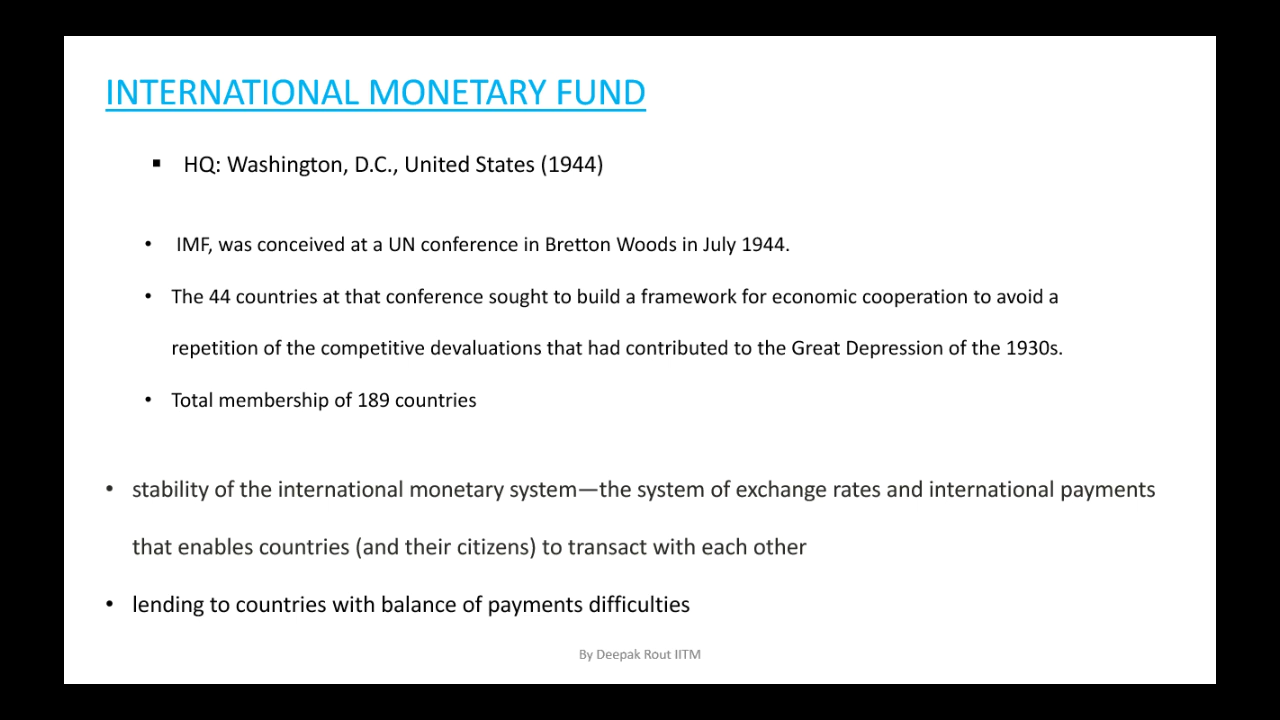 INTERNATIONAL MONETARY FUND
▪ HQ: Washington, D.C., United States (1944)
• IMF, was conceived at a UN conference in Bretton Woods in July 1944.
• The 44 countries at that conference sought to build a framework for economic cooperation to avoid a
repetition of the competitive devaluations that had contributed to the Great Depression of the 1930s.
• Total membership of 189 countries
• stability of the international monetary system—the system of exchange rates and international payments
that enables countries (and their citizens) to transact with each other
• lending to countries with balance of payments difficulties
By Deepak Rout IITM